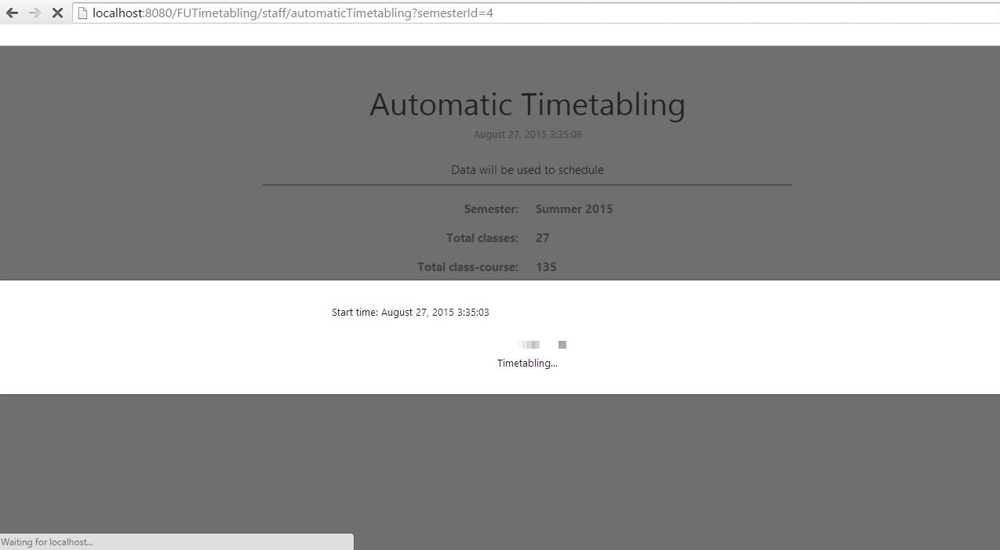 localhost:8080/FUTimetabling/staff/automaticTimetabling?semesterId=4
Automatic Timetabling
August 27, 2015 3:35:08
Data will be used to schedule
Semester: Summer 2015
Total classes: 27
Total class-course: 135
Start time: August 27, 2015 3:35:03
Timetabling...
Waiting for localhost...